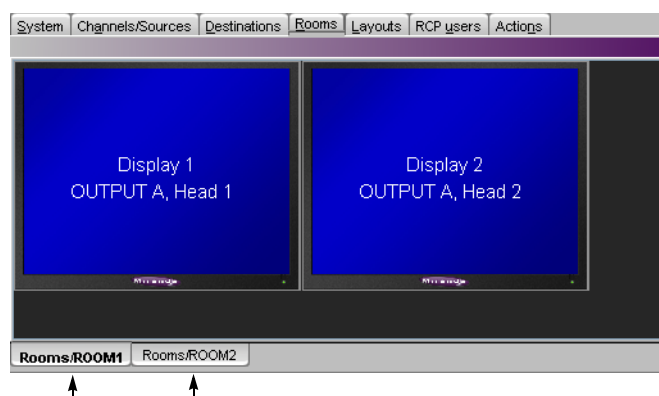 System Channels/Sources Destinations Rooms Layouts RCP users Actions
Display 1
OUTPUT A, Head 1
Display 2
OUTPUT A, Head 2
Rooms/ROOM1 Rooms/ROOM2